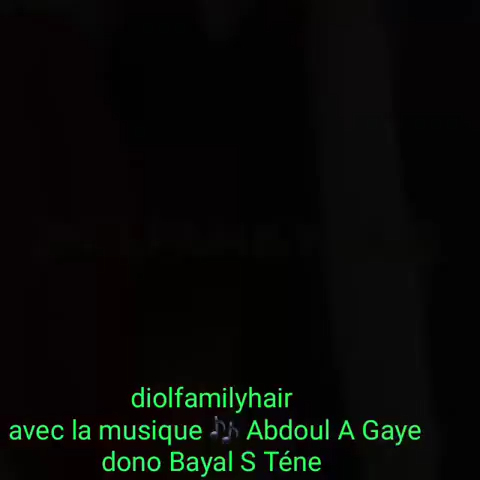 diolfamilyhair
avec la musique 🎶 Abdoul A Gaye
dono Bayal S Téne